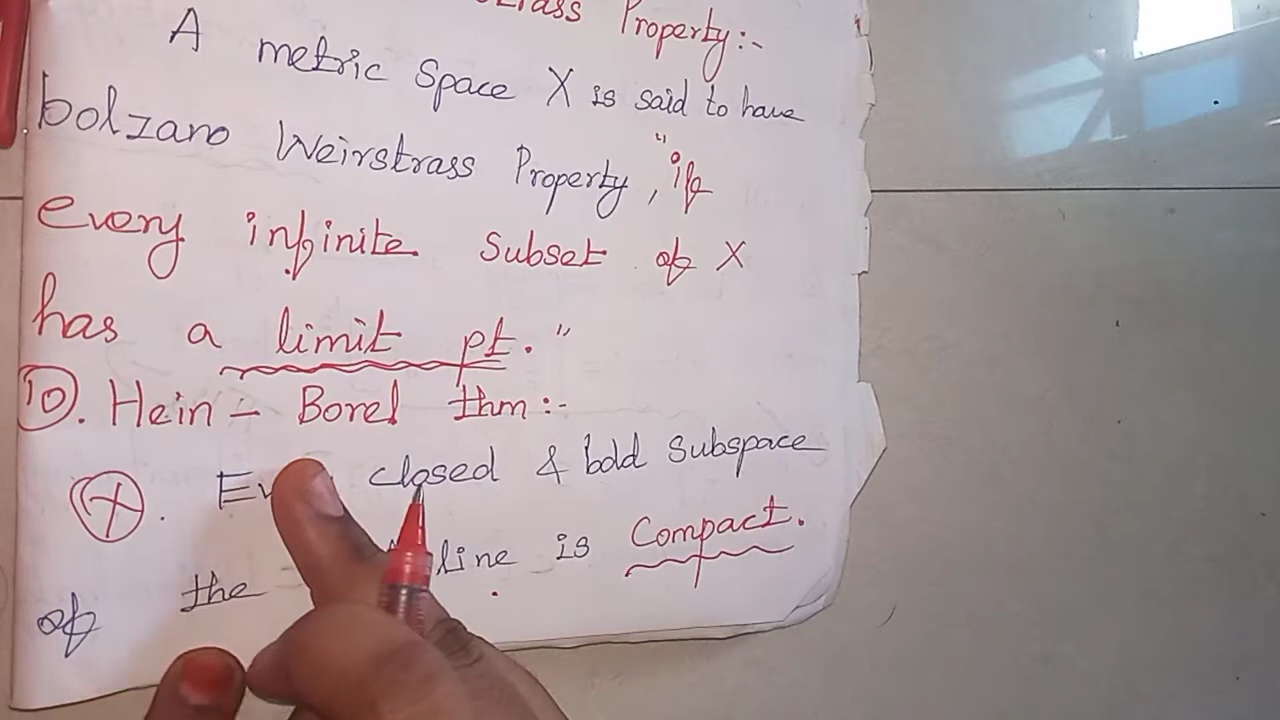 Property:-
A metric Space X is said to have
bolzano Weirstrass Property, "if
every infinite Subset of X
has a limit pt."
10. Hein - Borel thm:-
closed & bdd Subspace
of the line is Compact.